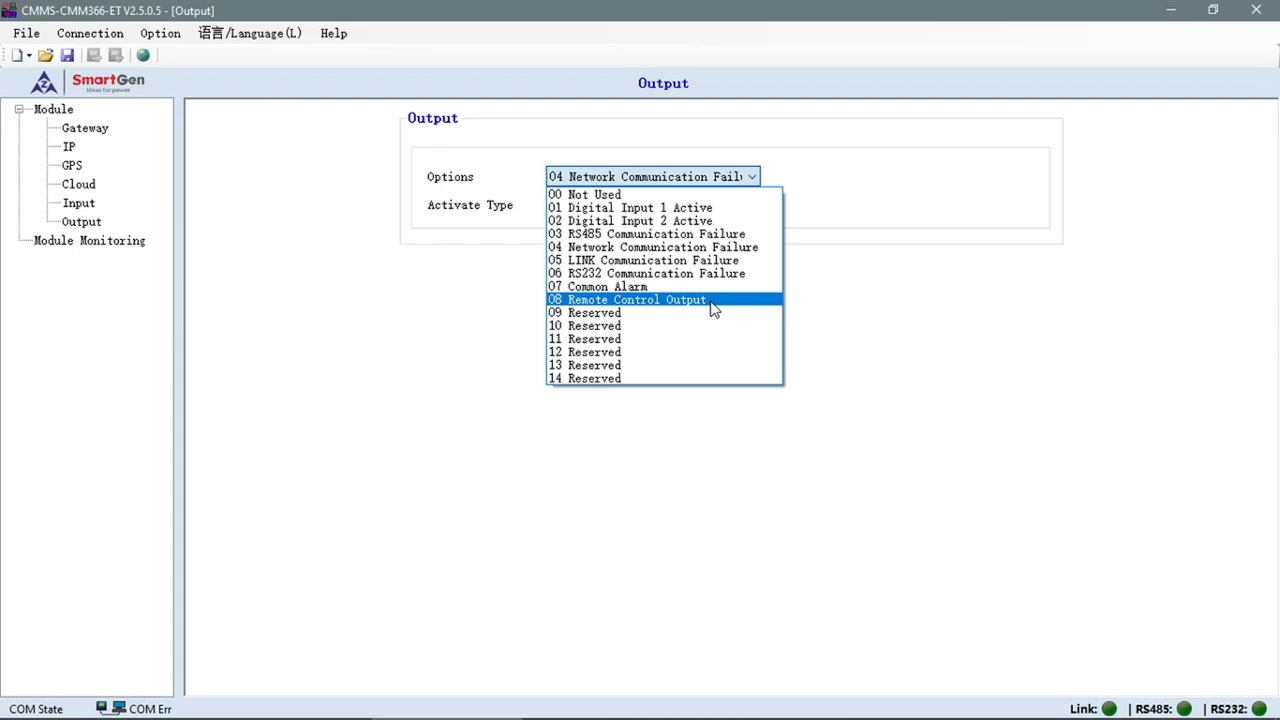 CMMS-CMM366-ET V2.5.0.5 - [Output]
File Connection Option 语言/Language(L) Help
SmartGen
ideas for power
Output
Module
Gateway
IP
GPS
Cloud
Input
Output
Module Monitoring
Output
Options
04 Network Communication Fail
Activate Type
00 Not Used
01 Digital Input 1 Active
02 Digital Input 2 Active
03 RS485 Communication Failure
04 Network Communication Failure
05 LINK Communication Failure
06 RS232 Communication Failure
07 Common Alarm
08 Remote Control Output
09 Reserved
10 Reserved
11 Reserved
12 Reserved
13 Reserved
14 Reserved
COM State COM Err Link: | RS485: | RS232: